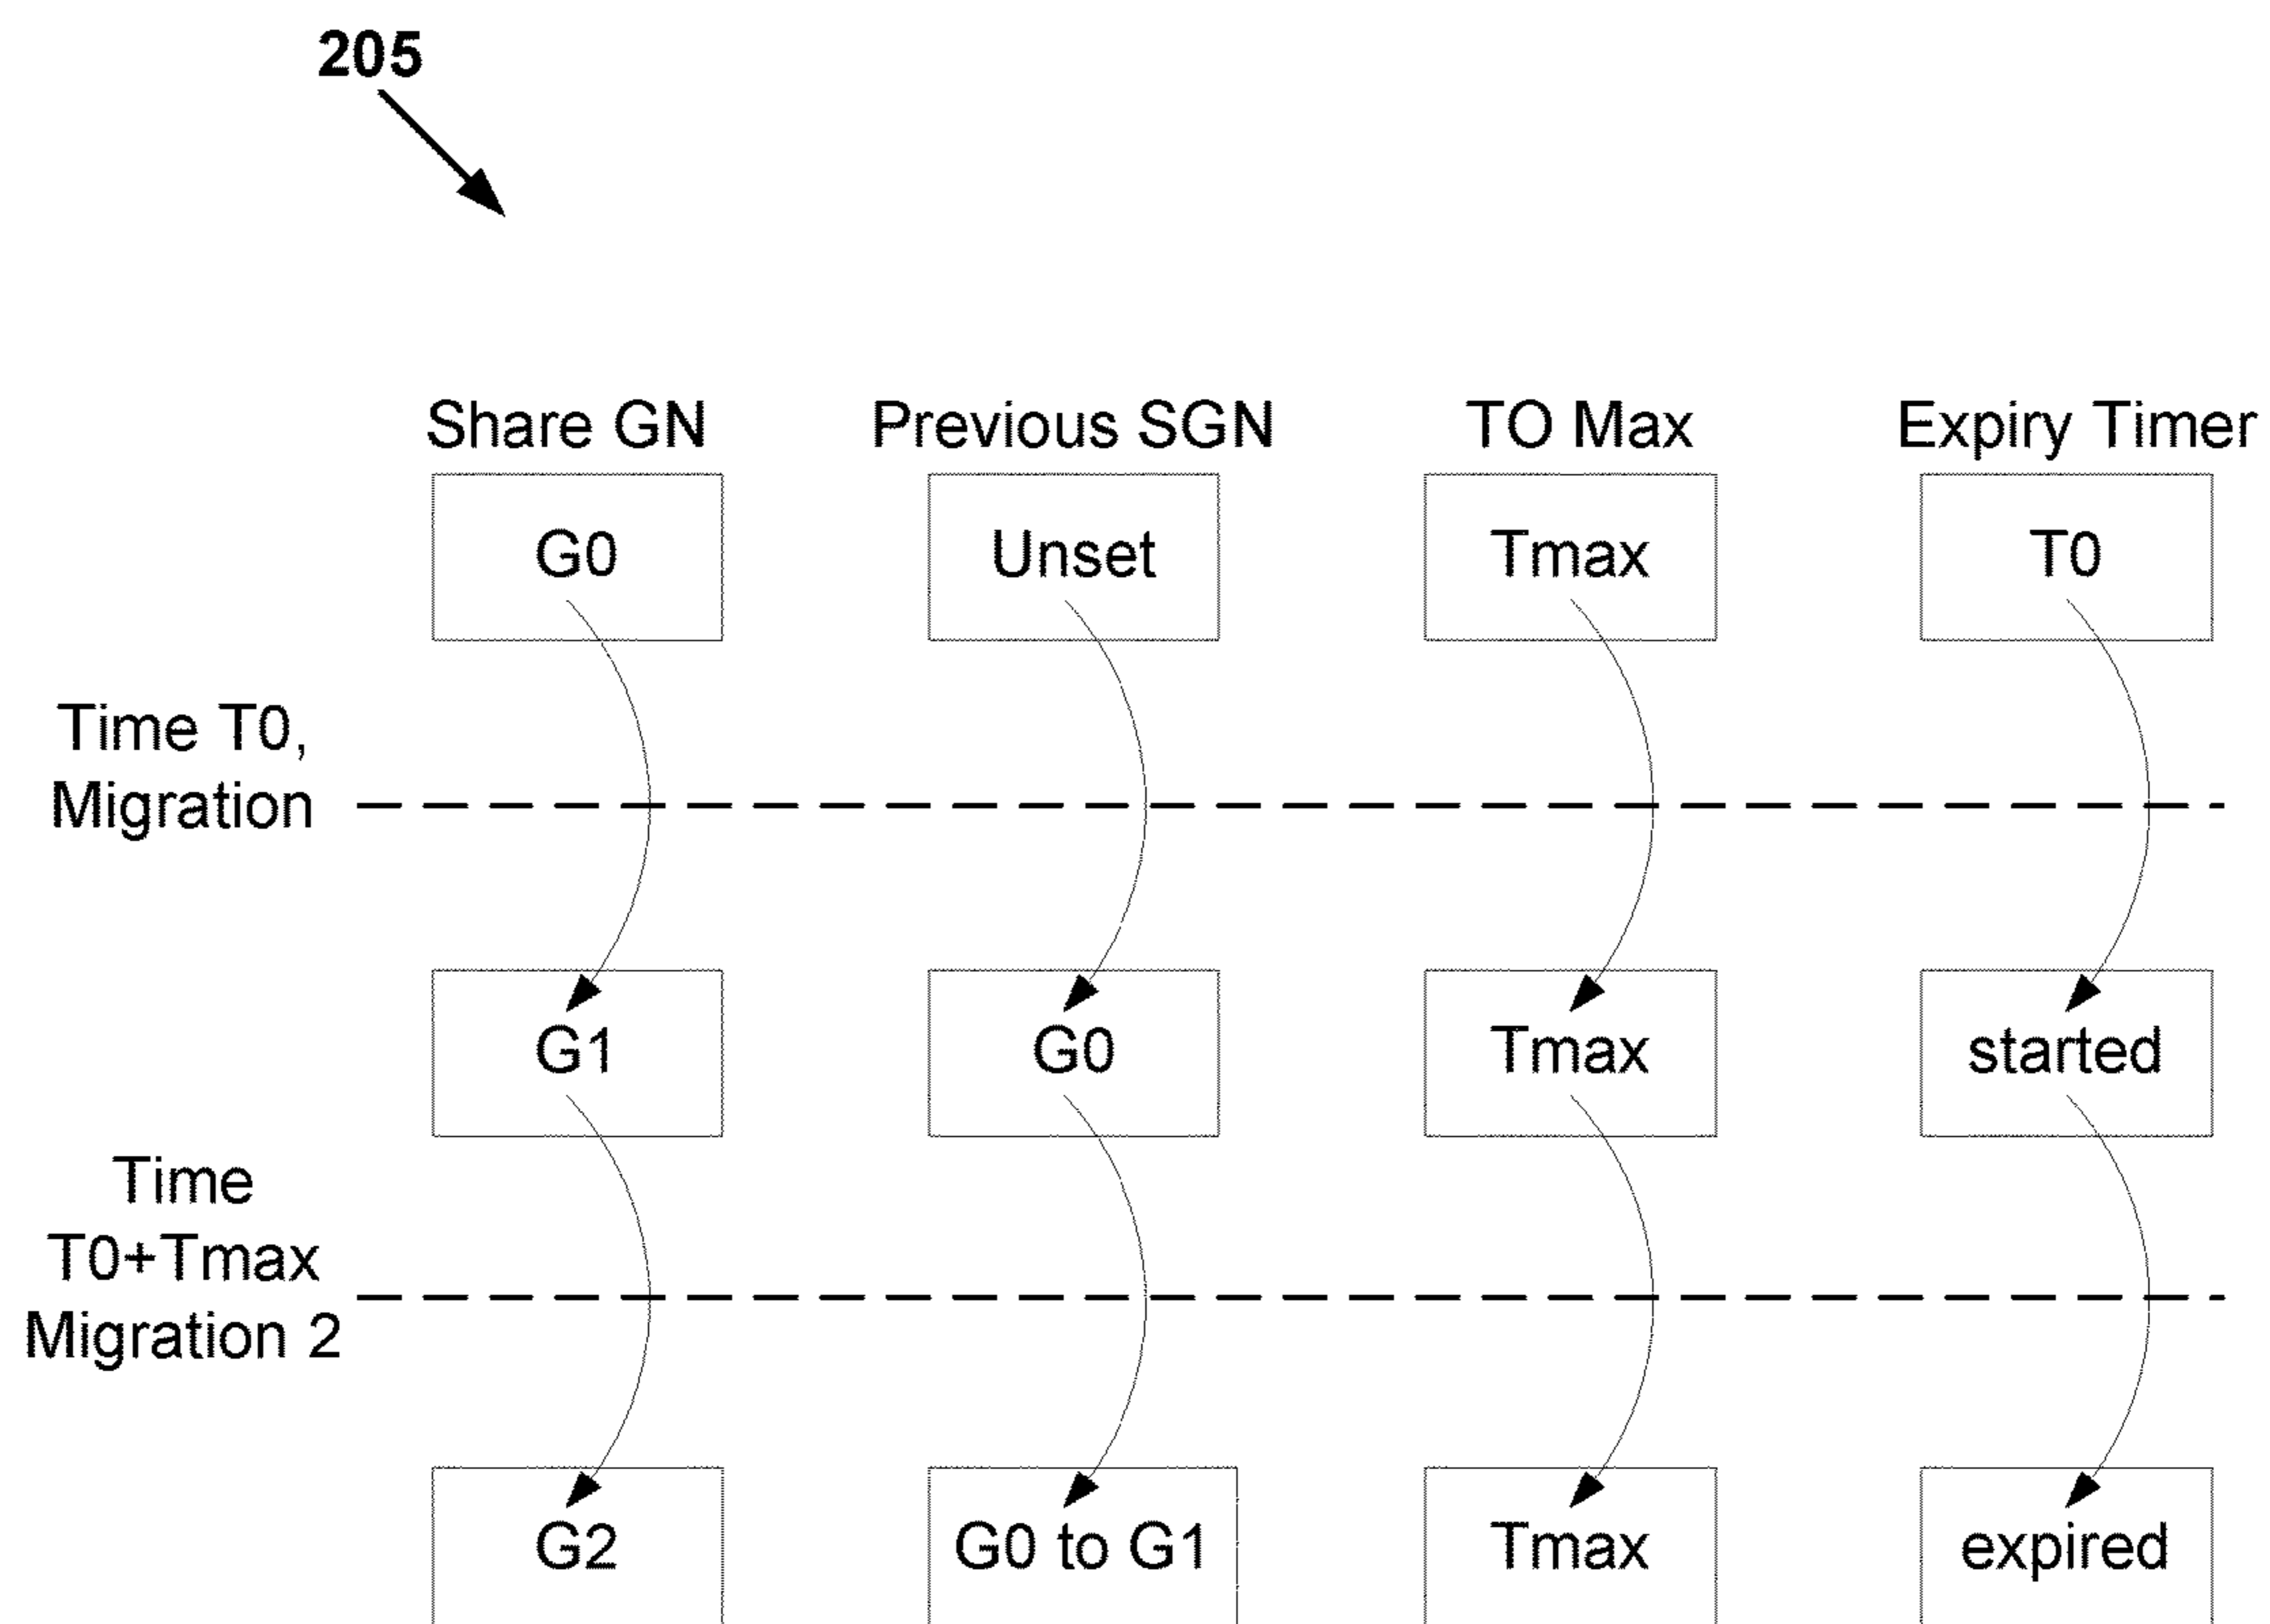 205
Share GN Previous SGN TO Max Expiry Timer
G0 Unset Tmax T0
Time T0,
Migration
G1 G0 Tmax started
Time
T0+Tmax
Migration 2
G2 G0 to G1 Tmax expired